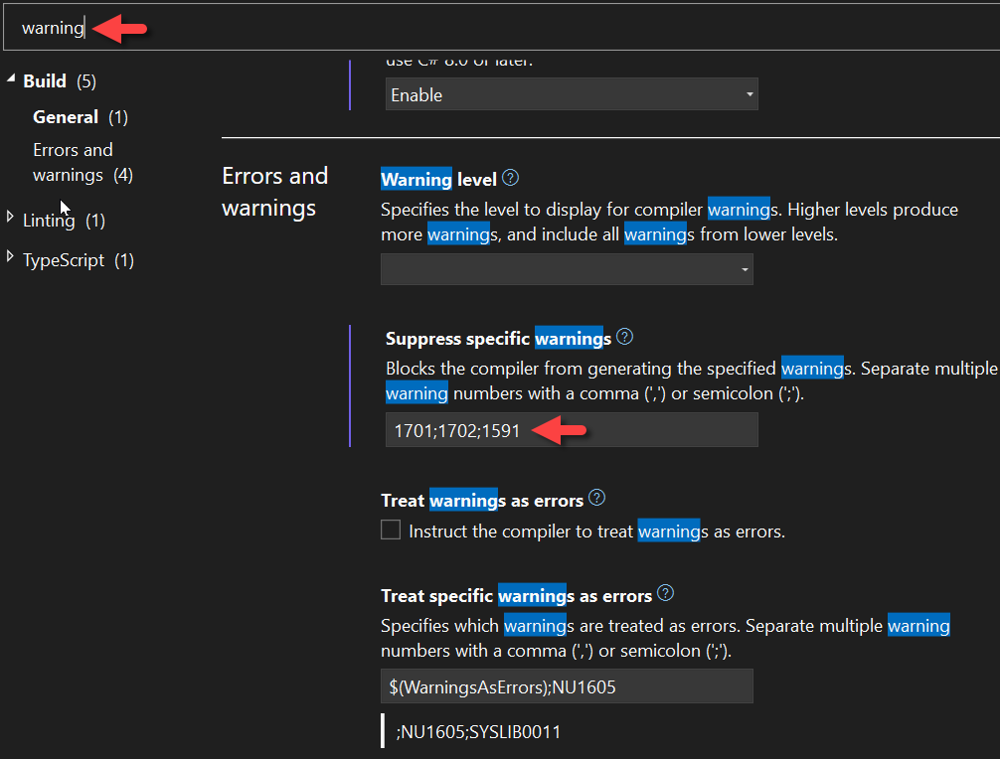 warning
Build (5)
General (1)
Errors and
warnings (4)
Linting (1)
TypeScript (1)
use C# 8.0 or later.
Enable
Errors and
warnings
Warning level
Specifies the level to display for compiler warnings. Higher levels produce
more warnings, and include all warnings from lower levels.
Suppress specific warnings
Blocks the compiler from generating the specified warnings. Separate multiple
warning numbers with a comma (',') or semicolon (';').
1701;1702;1591
Treat warnings as errors
Instruct the compiler to treat warnings as errors.
Treat specific warnings as errors
Specifies which warnings are treated as errors. Separate multiple warning
numbers with a comma (',') or semicolon (';').
$(WarningsAsErrors);NU1605
;NU1605;SYSLIB0011